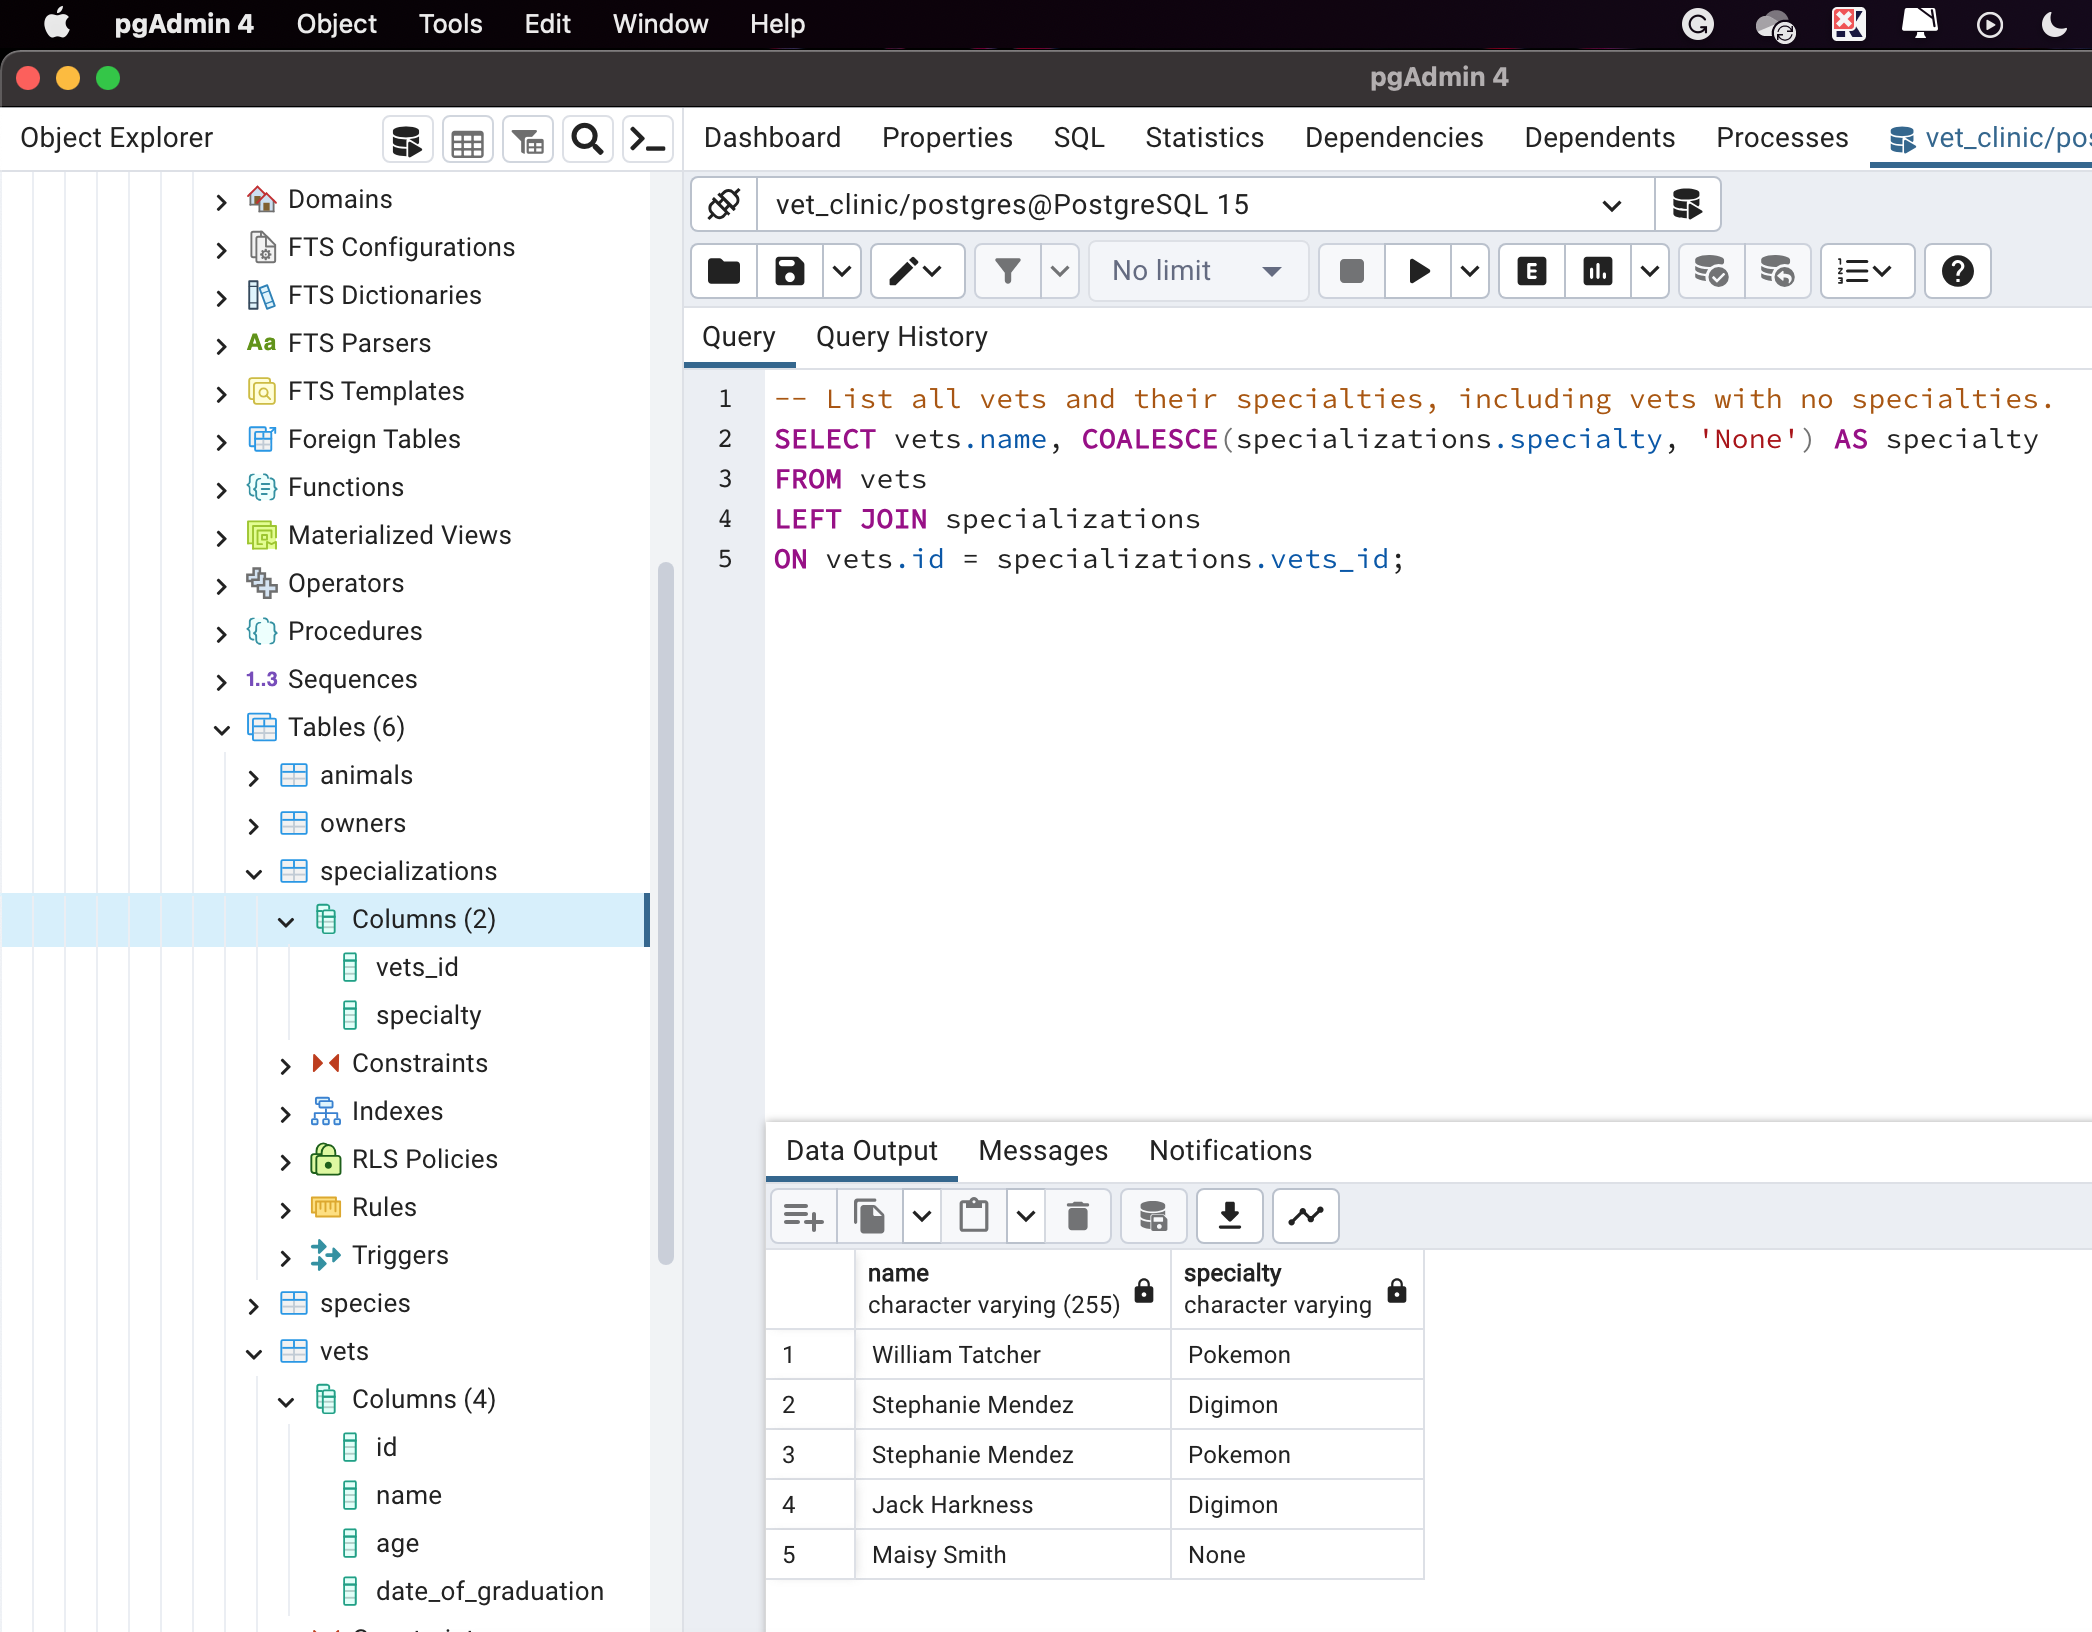 pgAdmin 4 Object Tools Edit Window Help
pgAdmin 4
Object Explorer
Dashboard Properties SQL Statistics Dependencies Dependents Processes vet_clinic/pos
Domains
FTS Configurations
FTS Dictionaries
Aa FTS Parsers
FTS Templates
Foreign Tables
Functions
Materialized Views
Operators
Procedures
1..3 Sequences
Tables (6)
animals
owners
specializations
Columns (2)
vets_id
specialty
Constraints
Indexes
RLS Policies
Rules
Triggers
species
vets
Columns (4)
id
name
age
date_of_graduation
vet_clinic/postgres@PostgreSQL 15
No limit E
Query Query History
1 -- List all vets and their specialties, including vets with no specialties.
2 SELECT vets.name, COALESCE(specializations.specialty, 'None') AS specialty
3 FROM vets
4 LEFT JOIN specializations
5 ON vets.id = specializations.vets_id;
Data Output Messages Notifications
name specialty
character varying (255) character varying
1 William Tatcher Pokemon
2 Stephanie Mendez Digimon
3 Stephanie Mendez Pokemon
4 Jack Harkness Digimon
5 Maisy Smith None